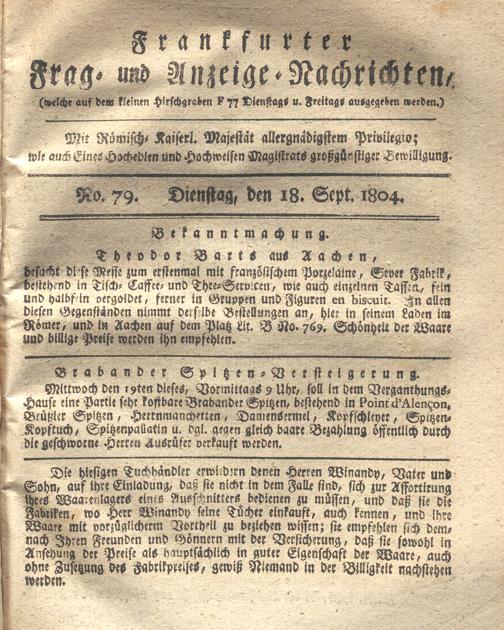 Frankfurter
Frag- und Anzeige-Nachrichten,
(welche auf dem kleinen Hirschgraben F 77 Dienstags u. Freitags ausgegeben werden.)
Mit Römisch-Kaiserl. Majestät allergnädigstem Privilegio;
wie auch Eines Hochedlen und Hochweisen Magistrats großgünstiger Bewilligung.
No. 79. Dienstag, den 18. Sept. 1804.
Bekanntmachung.
Theodor Barts aus Aachen,
besucht diese Messe zum erstenmal mit französischem Porzelaine, Sever Fabrik,
bestehend in Tisch- Caffee- und Thee-Servicen, wie auch einzelnen Tassen, fein
und halbfein vergoldet, ferner in Gruppen und Figuren en biscuit. In allen
diesen Gegenständen nimmt derselbe Bestellungen an, hier in seinem Laden im
Römer, und in Aachen auf dem Platz Lit. B No. 769. Schönheit der Waare
und billige Preise werden ihn empfehlen.
Brabander Spitzen-Versteigerung.
Mittwoch den 19ten dieses, Vormittags 9 Uhr, soll in dem Verganthungs-
Hause eine Partie sehr kostbare Brabander Spitzen, bestehend in Point d'Alençon,
Brüßler Spitzen, Herrnmanchetten, Damensermel, Kopfschleyer, Spitzen-
Kopftuch, Spitzenpallatin u. dgl. gegen gleich baare Bezahlung öffentlich durch
die geschworne Herren Ausrüfer verkauft werden.
Die hiesigen Tuchhändler erwiedern denen Herren Winandy, Vater und
Sohn, auf ihre Einladung, daß sie nicht in dem Falle sind, sich zur Affortirung
ihres Waarenlagers eines Ausschnitters bedienen zu müssen, und daß sie die
Fabriken, wo Herr Winandy seine Tücher einkauft, auch kennen, und ihre
Waare mit vorzüglicherm Vortheil zu beziehen wissen; sie empfehlen sich dem-
nach Ihren Freunden und Gönnern mit der Versicherung, daß sie sowohl in
Ansehung der Preise als hauptsächlich in guter Eigenschaft der Waare, auch
ohne Zusetzung des Fabrikpreises, gewiß Niemand in der Billigkeit nachstehen
werden.